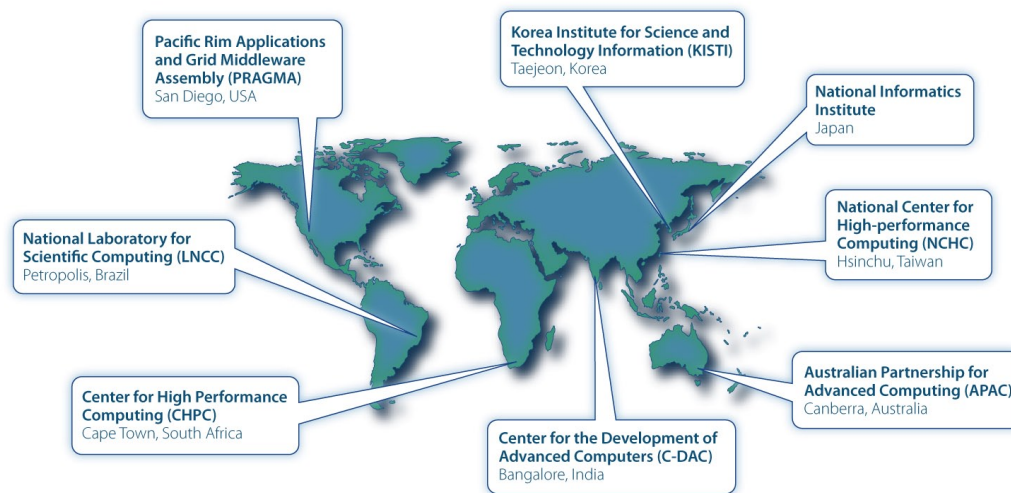 Pacific Rim Applications
and Grid Middleware
Assembly (PRAGMA)
San Diego, USA
Korea Institute for Science and
Technology Information (KISTI)
Taejeon, Korea
National Informatics
Institute
Japan
National Laboratory for
Scientific Computing (LNCC)
Petropolis, Brazil
National Center for
High-performance
Computing (NCHC)
Hsinchu, Taiwan
Center for High Performance
Computing (CHPC)
Cape Town, South Africa
Australian Partnership for
Advanced Computing (APAC)
Canberra, Australia
Center for the Development of
Advanced Computers (C-DAC)
Bangalore, India